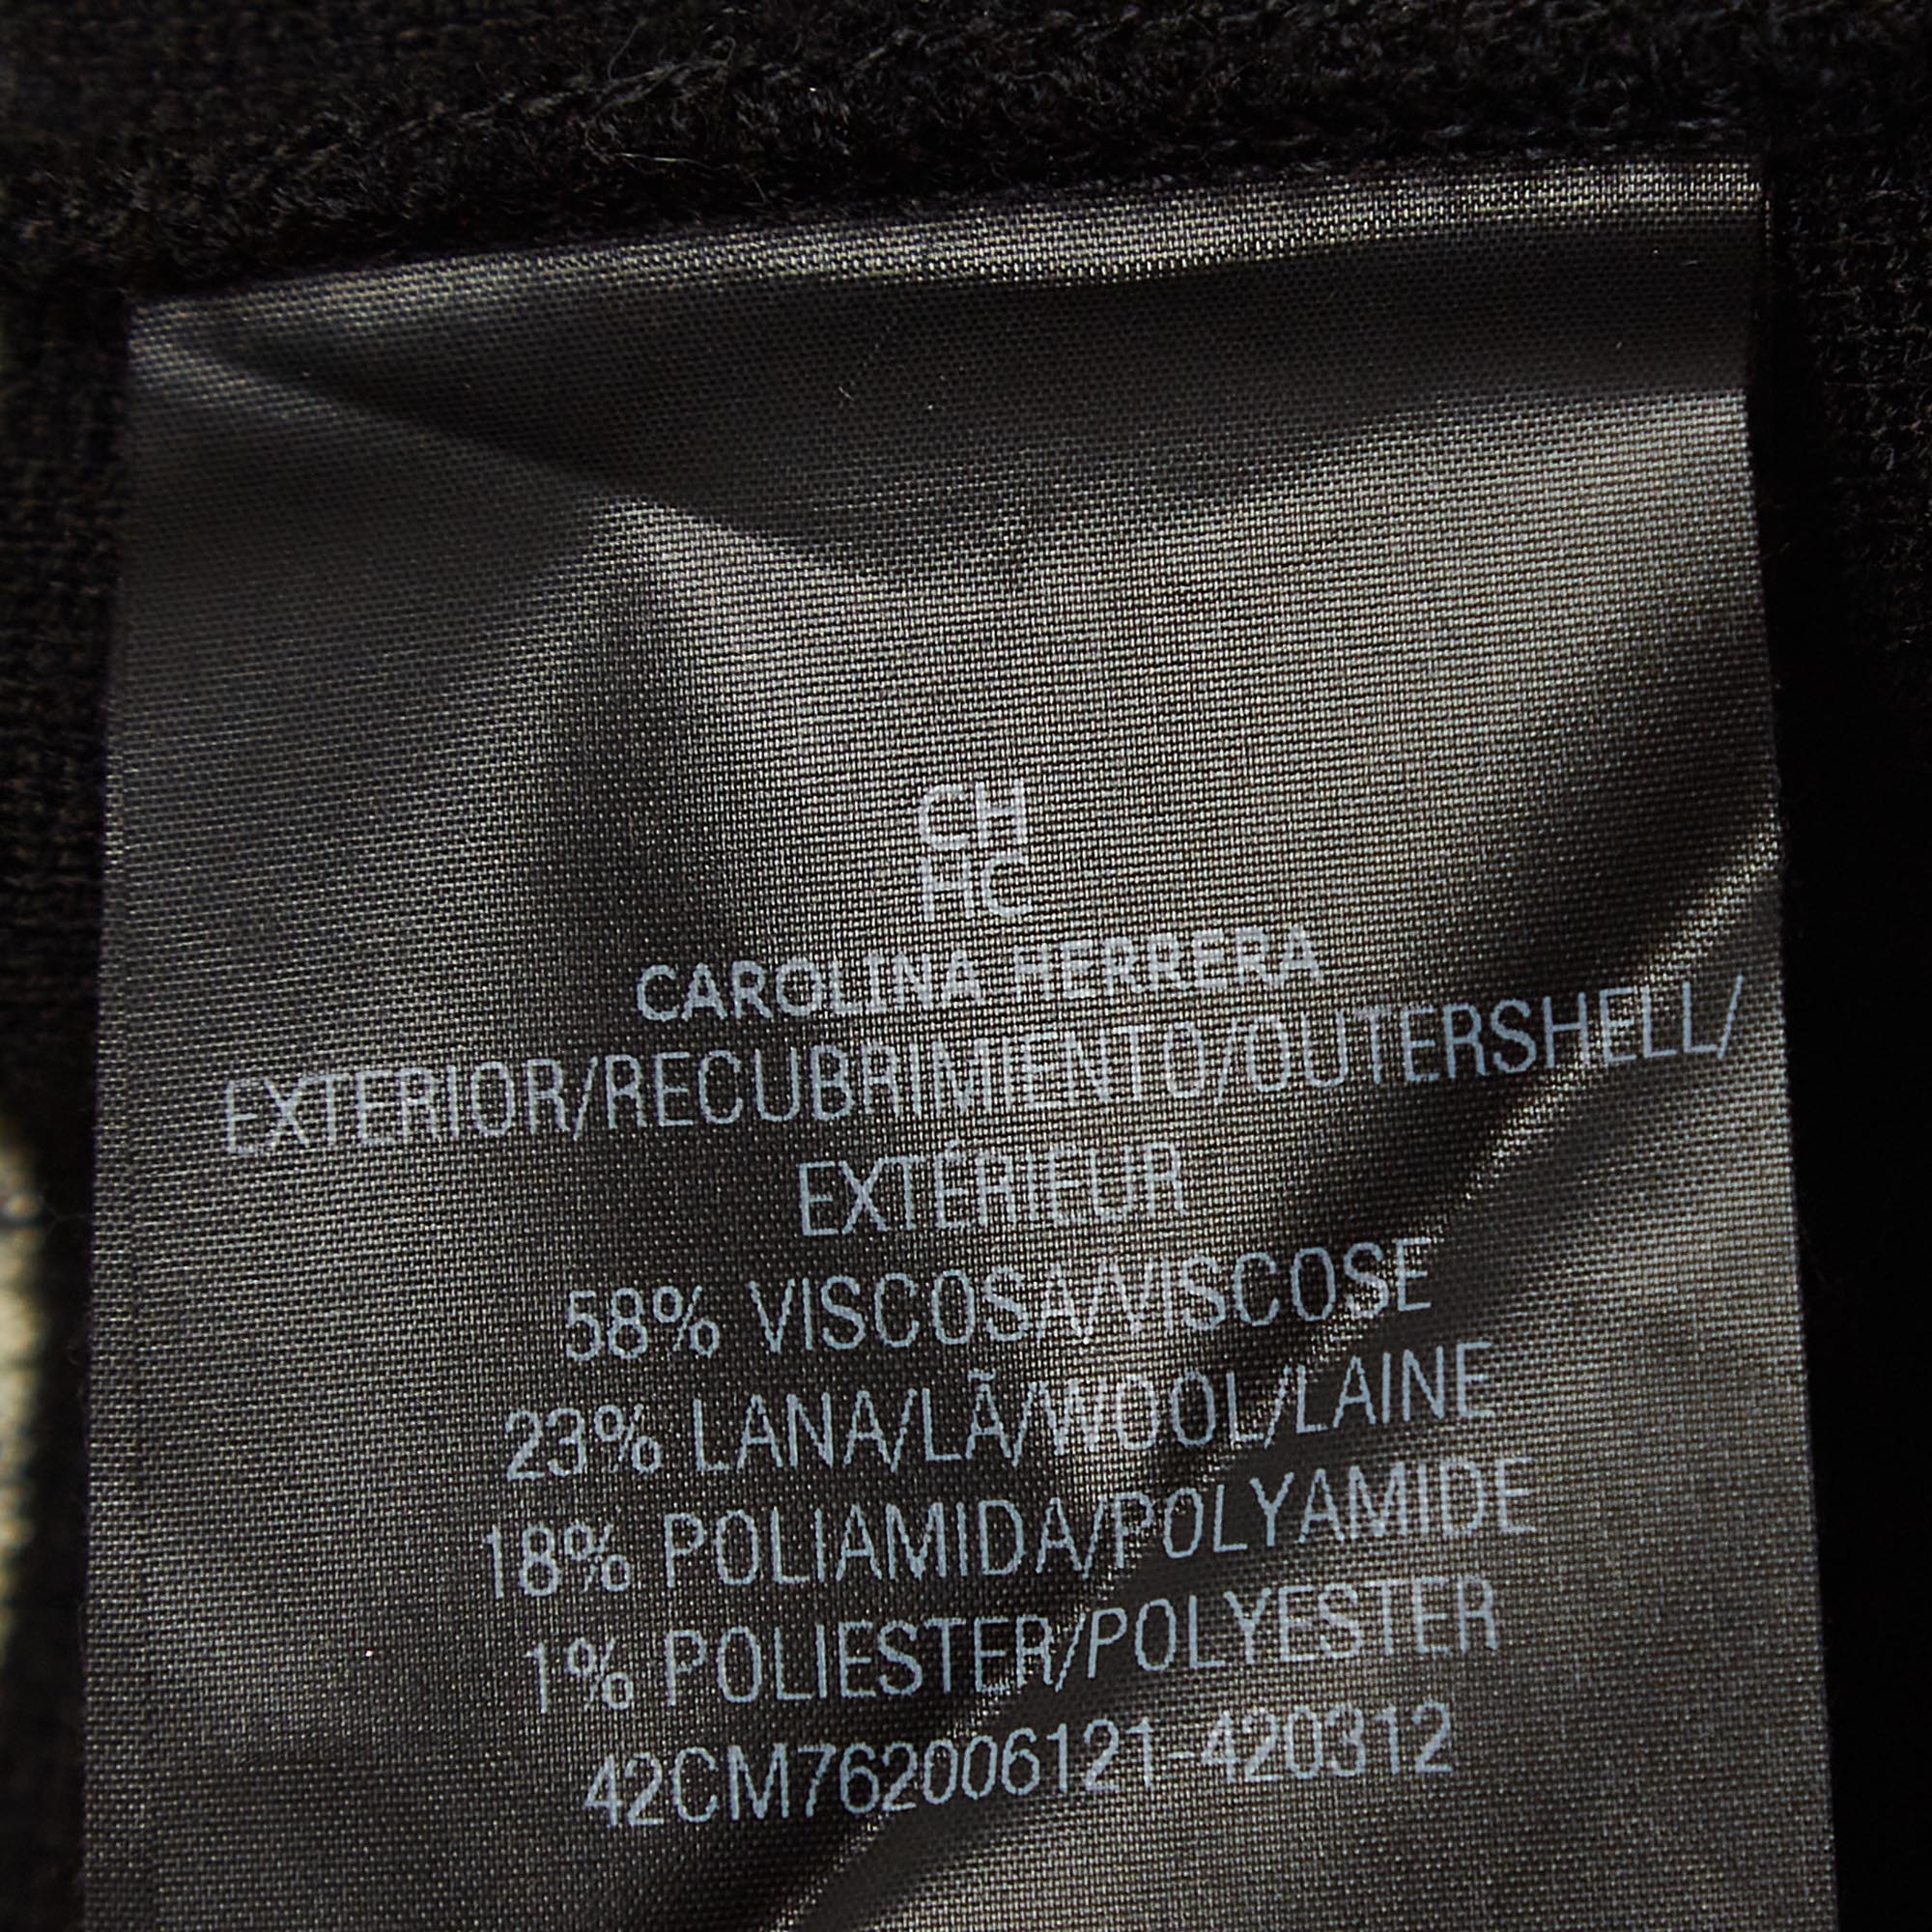 CH
HC
CAROLINA HERRERA
EXTERIOR/RECUBRIMIENTO/OUTERSHELL/
EXTÉRIEUR
58% VISCOSA/VISCOSE
23% LANA/LÃ/WOOL/LAINE
18% POLIAMIDA/POLYAMIDE
1% POLIESTER/POLYESTER
42CM762006121-420312